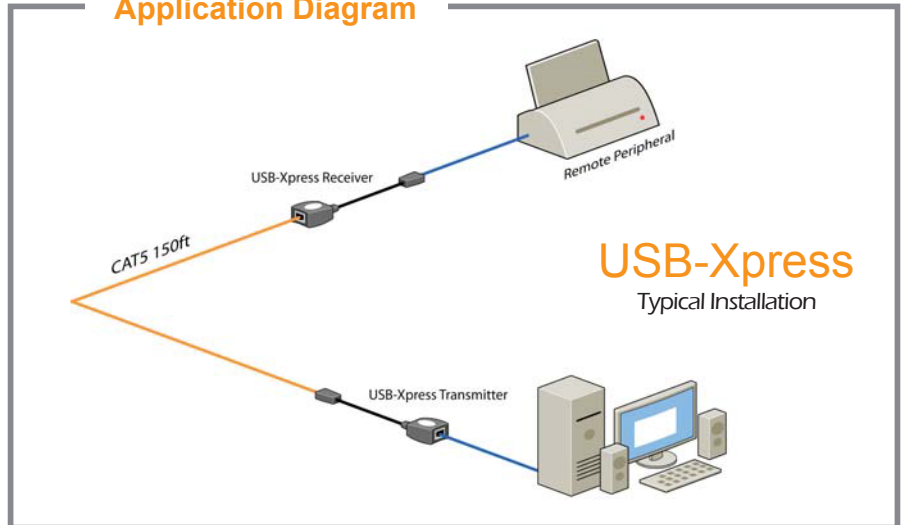 Application Diagram
Remote Peripheral
USB-Xpress Receiver
CAT5 150ft
USB-Xpress
Typical Installation
USB-Xpress Transmitter